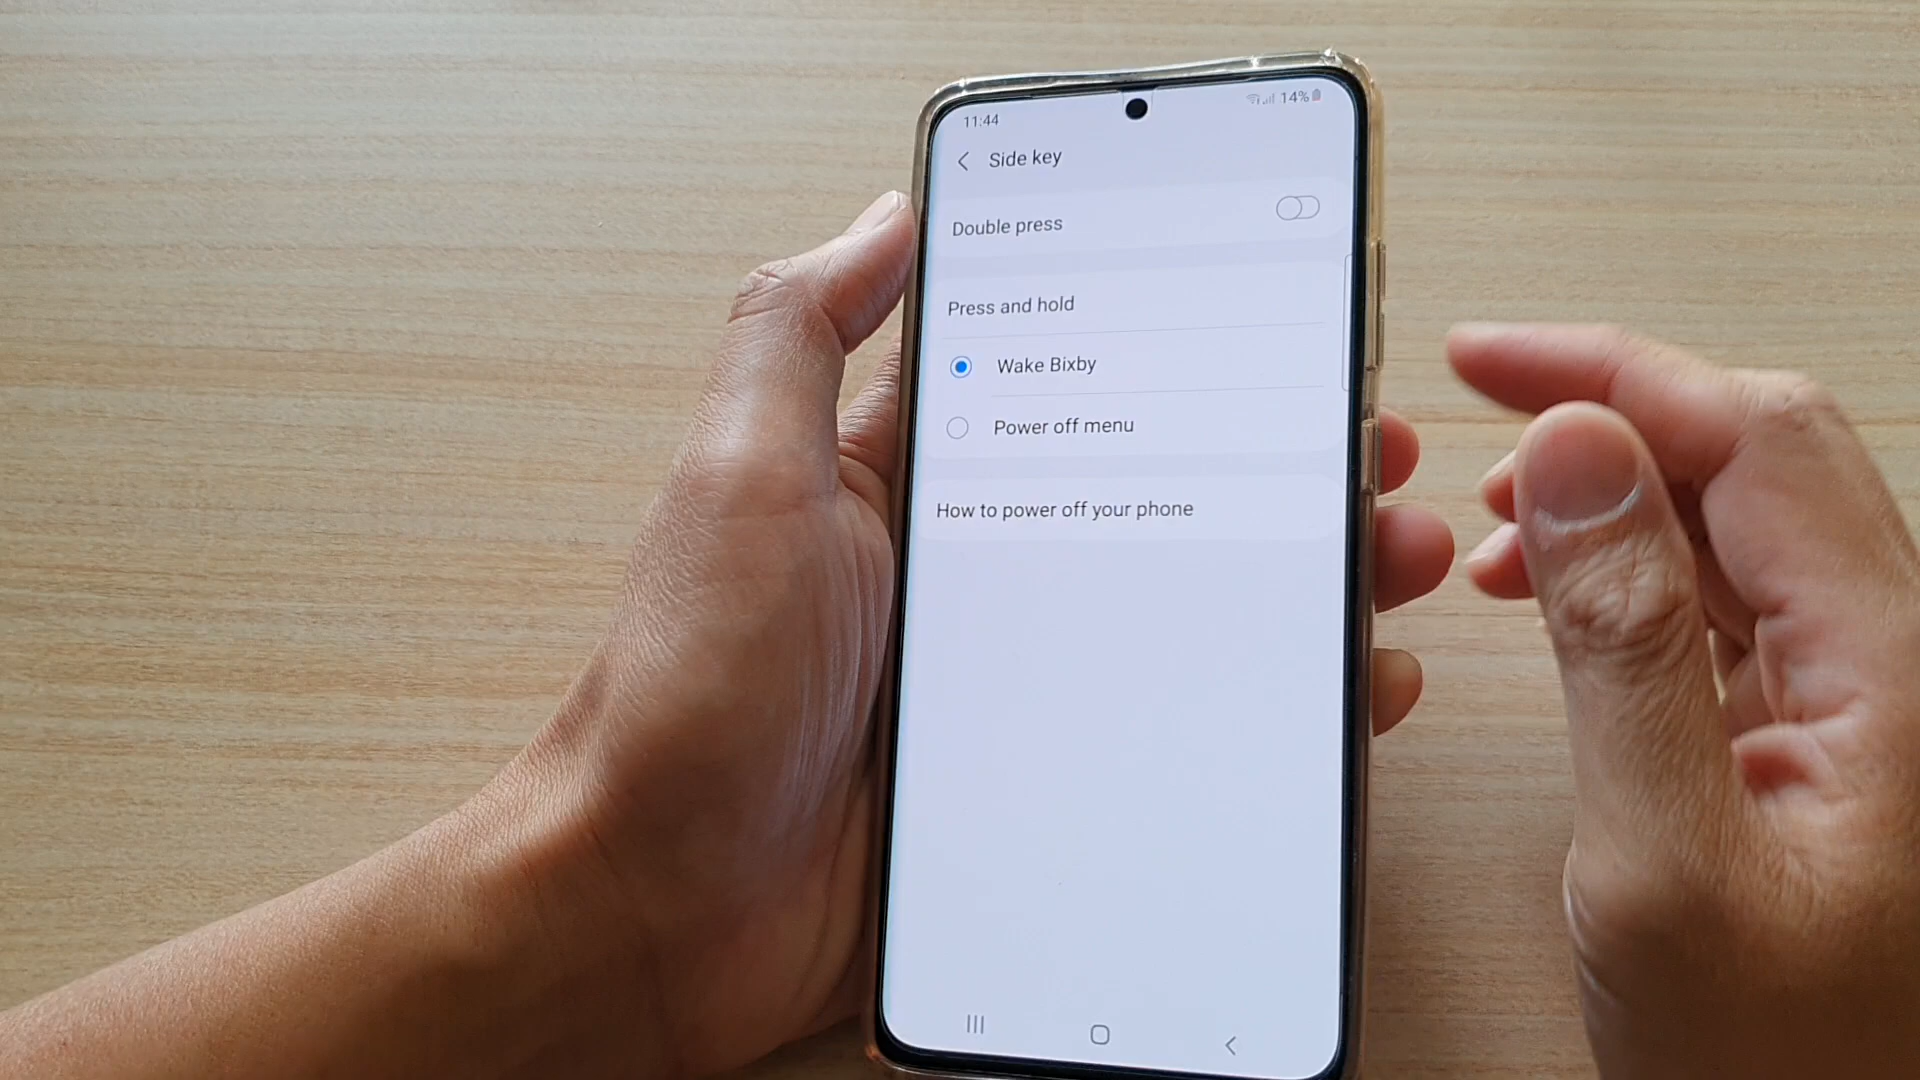 11:44
14%
Side key
Double press
Press and hold
Wake Bixby
Power off menu
How to power off your phone